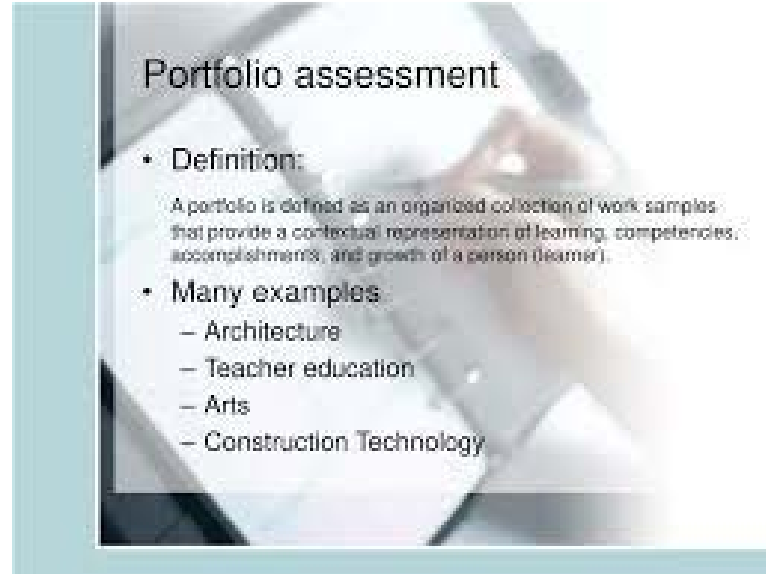 Portfolio assessment
• Definition:
A portfolio is defined as an organized collection of work samples
that provide a contextual representation of learning, competencies,
accomplishments, and growth of a person (learner).
• Many examples
– Architecture
– Teacher education
– Arts
– Construction Technology